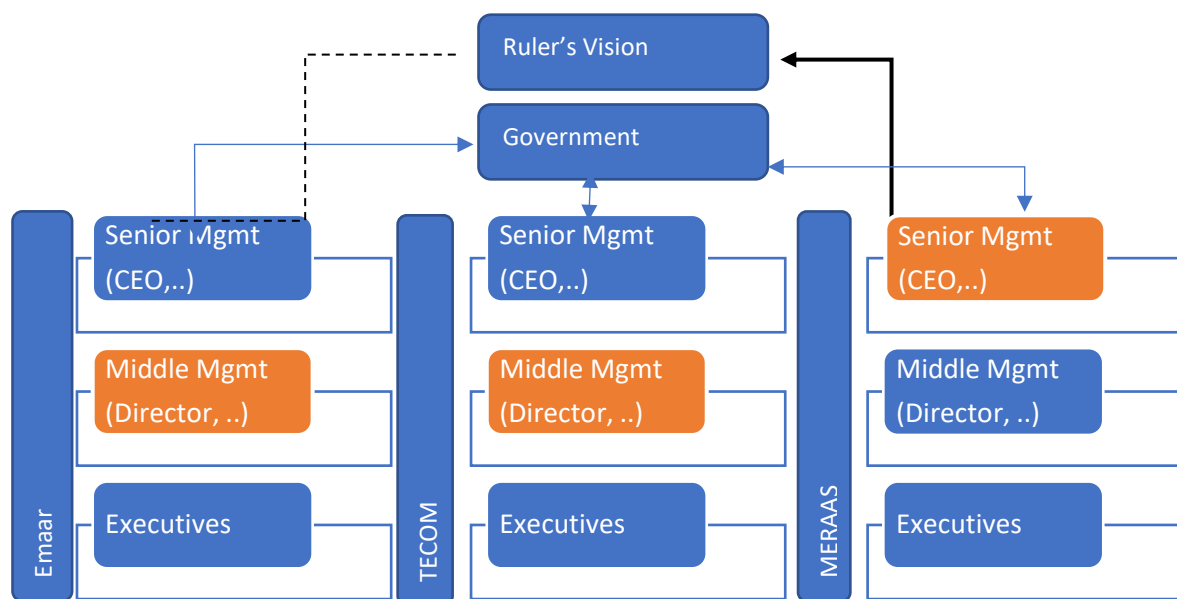 Ruler’s Vision
Government
Emaar
Senior Mgmt
(CEO,..)
Middle Mgmt
(Director, ..)
Executives
TECOM
Senior Mgmt
(CEO,..)
Middle Mgmt
(Director, ..)
Executives
MERAAS
Senior Mgmt
(CEO,..)
Middle Mgmt
(Director, ..)
Executives